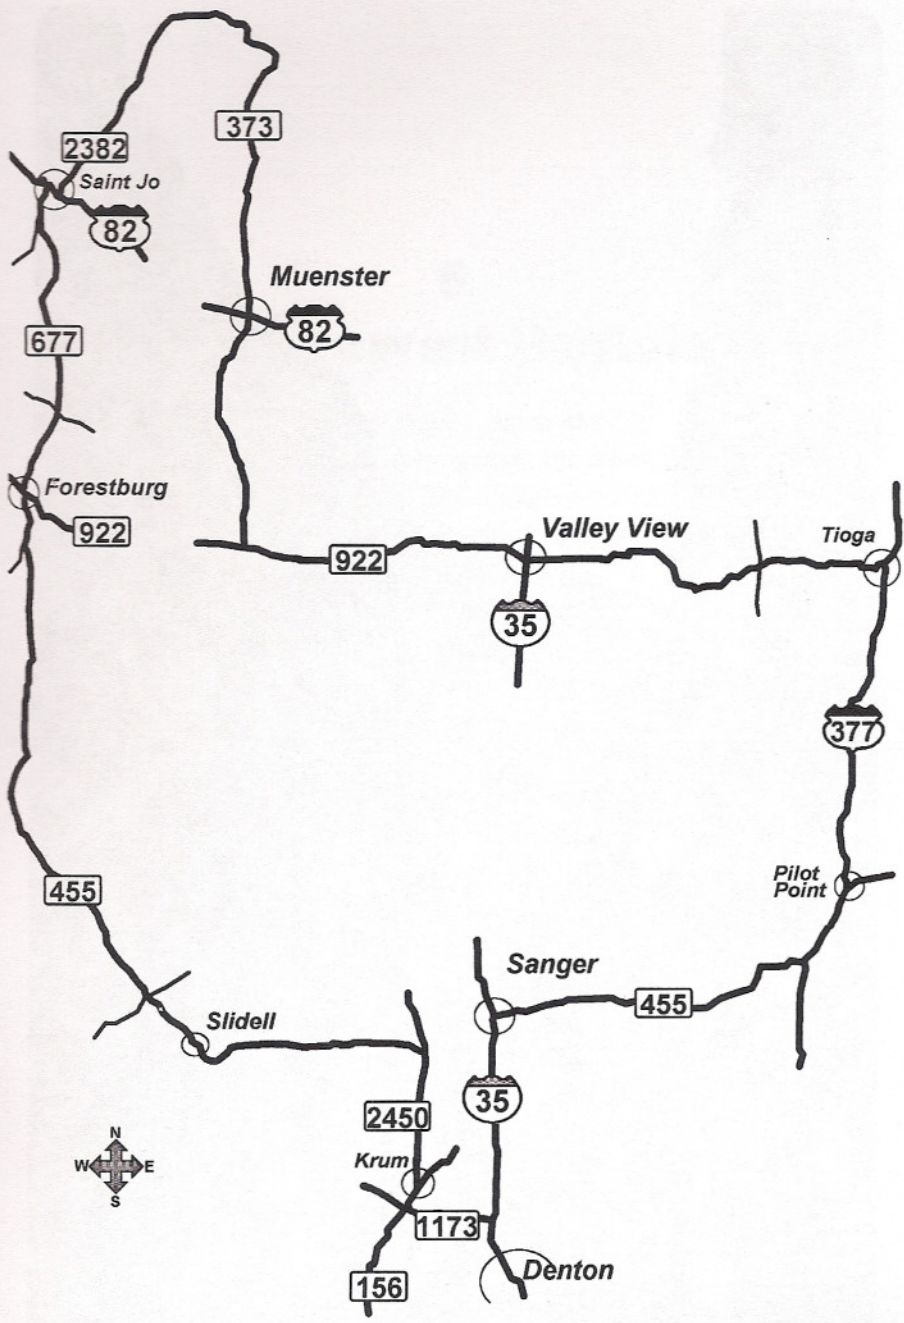 373
2382
Saint Jo
82
Muenster
82
677
Forestburg
922
Valley View
922
Tioga
35
377
Pilot
Point
455
Sanger
455
Slidell
35
2450
N
W E
S
Krum
1173
Denton
156